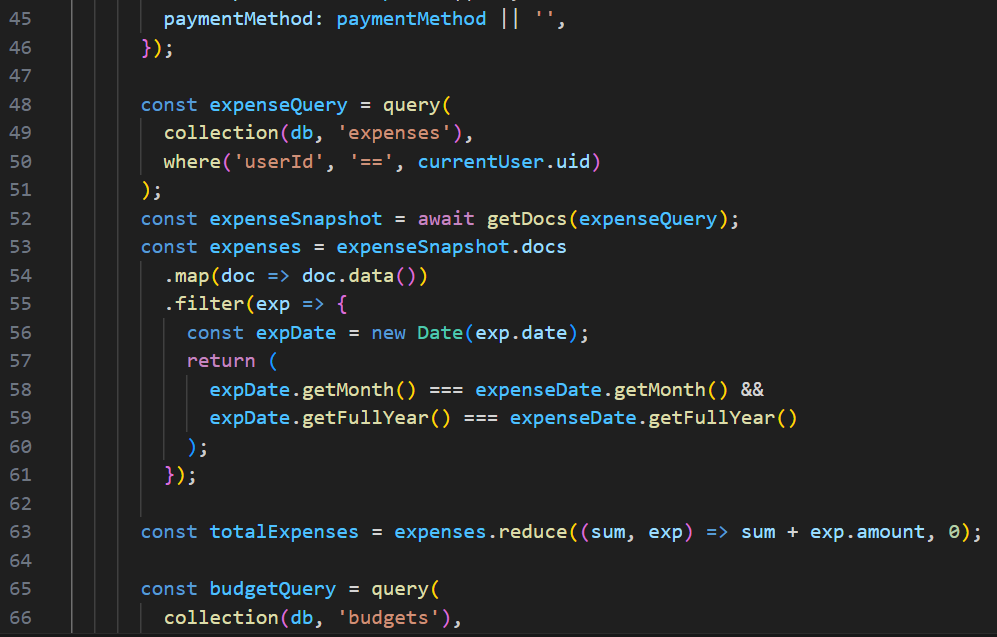 45 paymentMethod: paymentMethod || '',
46 });
47
48 const expenseQuery = query(
49 collection(db, 'expenses'),
50 where('userId', '==', currentUser.uid)
51 );
52 const expenseSnapshot = await getDocs(expenseQuery);
53 const expenses = expenseSnapshot.docs
54 .map(doc => doc.data())
55 .filter(exp => {
56 const expDate = new Date(exp.date);
57 return (
58 expDate.getMonth() === expenseDate.getMonth() &&
59 expDate.getFullYear() === expenseDate.getFullYear()
60 );
61 });
62
63 const totalExpenses = expenses.reduce((sum, exp) => sum + exp.amount, 0);
64
65 const budgetQuery = query(
66 collection(db, 'budgets'),